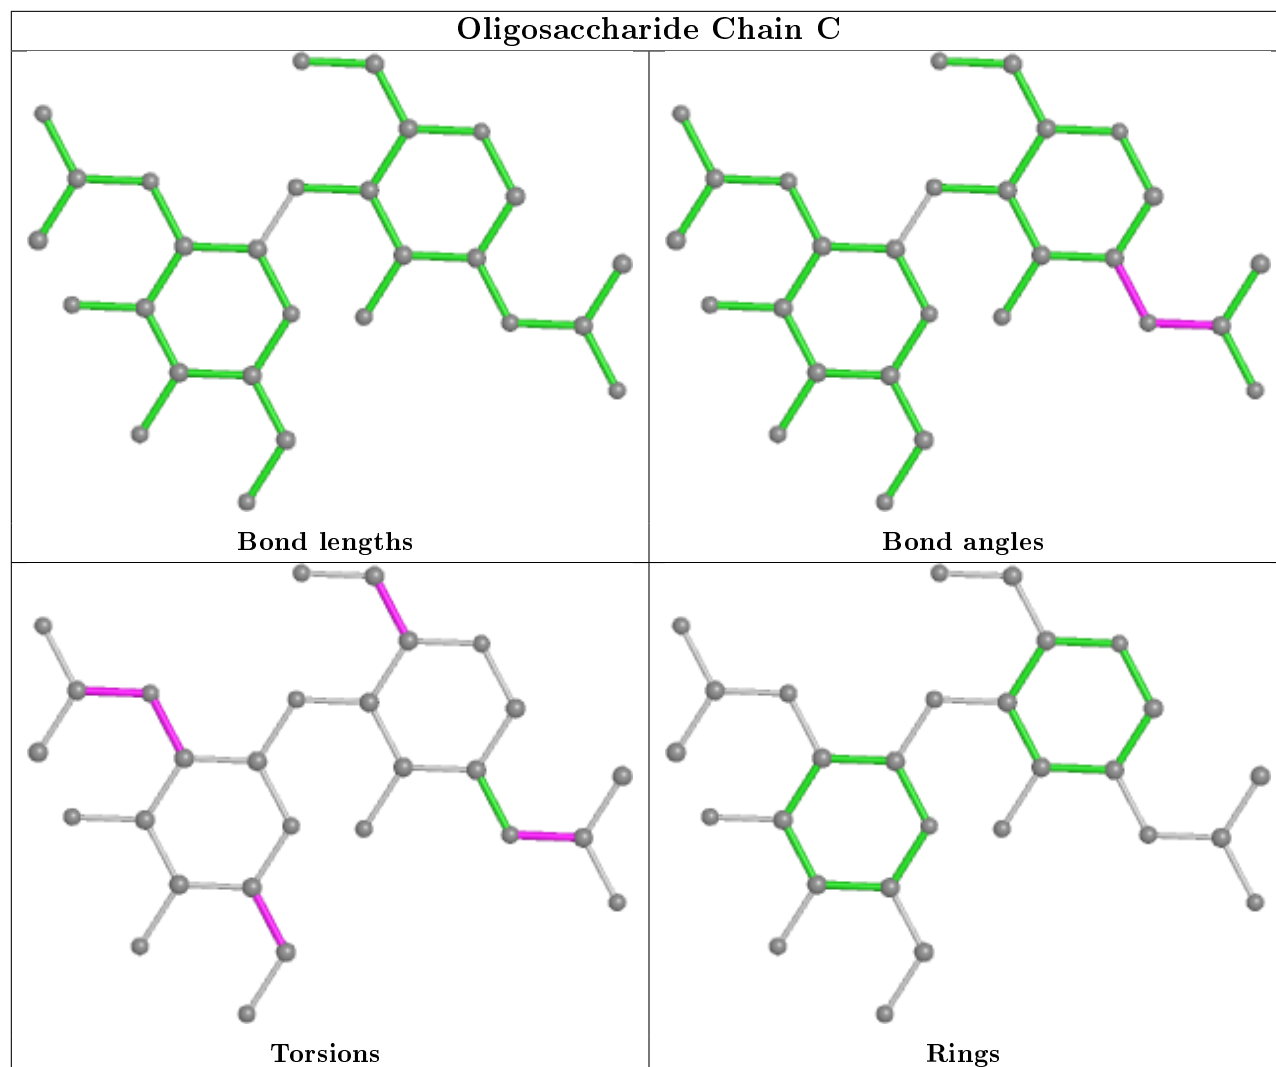 Oligosaccharide Chain C
Bond lengths
Bond angles
Torsions
Rings